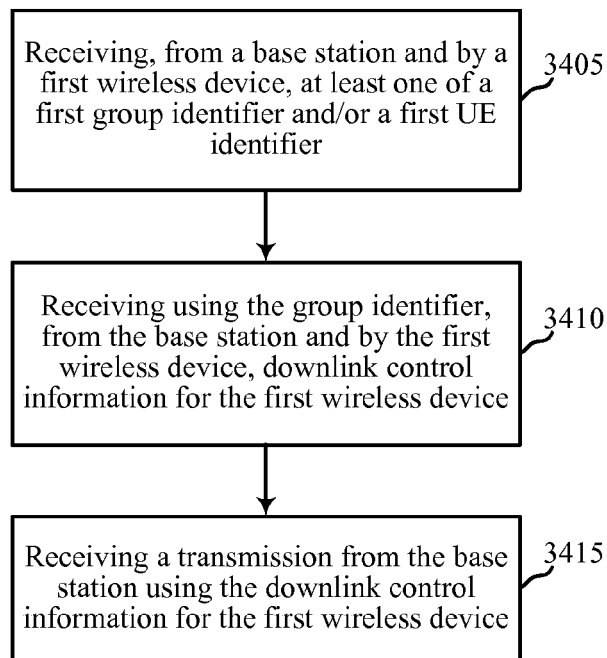 Receiving, from a base station and by a
first wireless device, at least one of a
first group identifier and/or a first UE
identifier
3405
Receiving using the group identifier,
from the base station and by the first
wireless device, downlink control
information for the first wireless device
3410
Receiving a transmission from the base
station using the downlink control
information for the first wireless device
3415